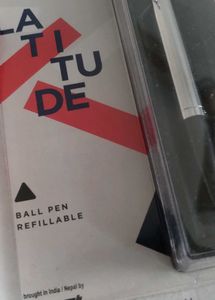 LA
TI
TU
DE
BALL PEN
REFILLABLE
brought in India / Nepal by